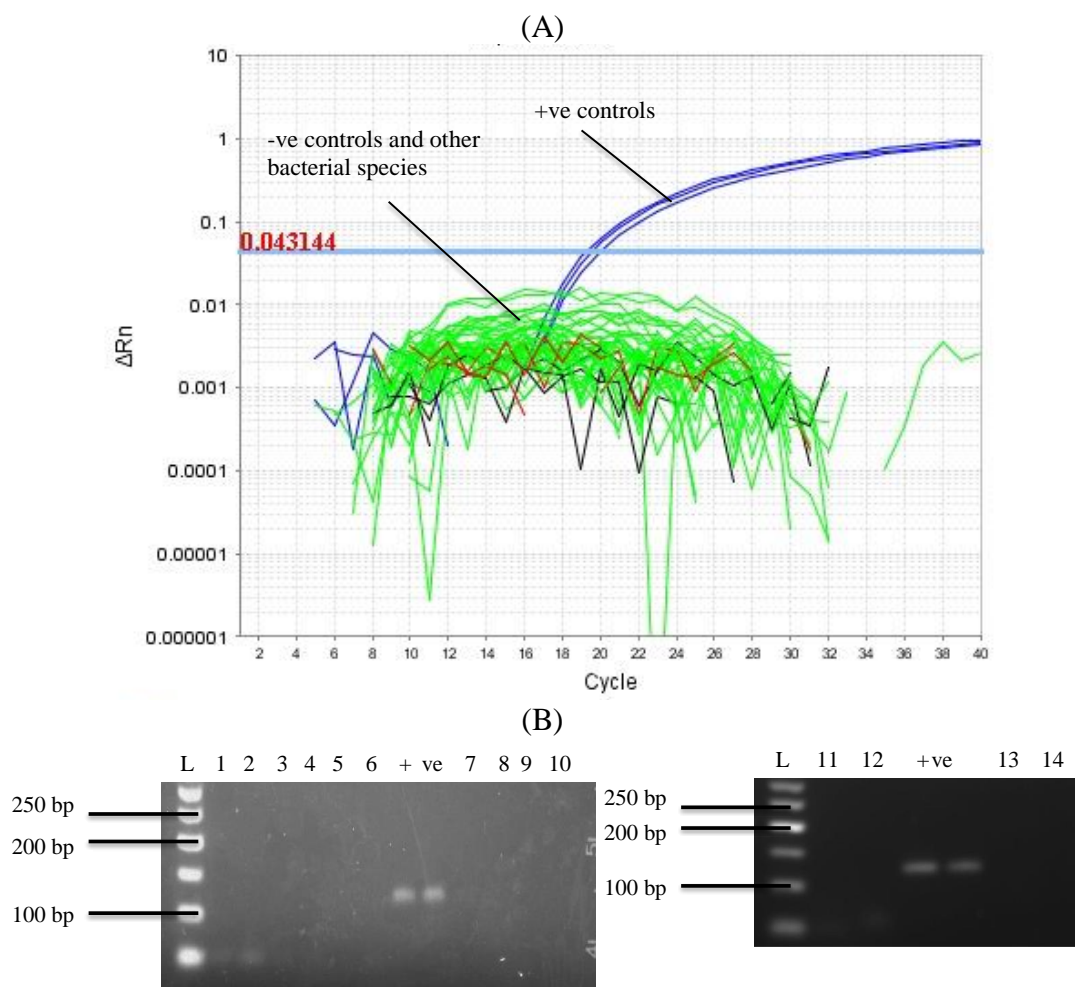 (A)
10
1
0.1
0.01
0.001
0.0001
0.00001
0.000001
0.043144
-ve controls and other
bacterial species
+ve controls
ΔRn
2 4 6 8 10 12 14 16 18 20 22 24 26 28 30 32 34 36 38 40
Cycle
(B)
L 1 2 3 4 5 6 + ve 7 8 9 10
250 bp
200 bp
100 bp
L 11 12 +ve 13 14
250 bp
200 bp
100 bp